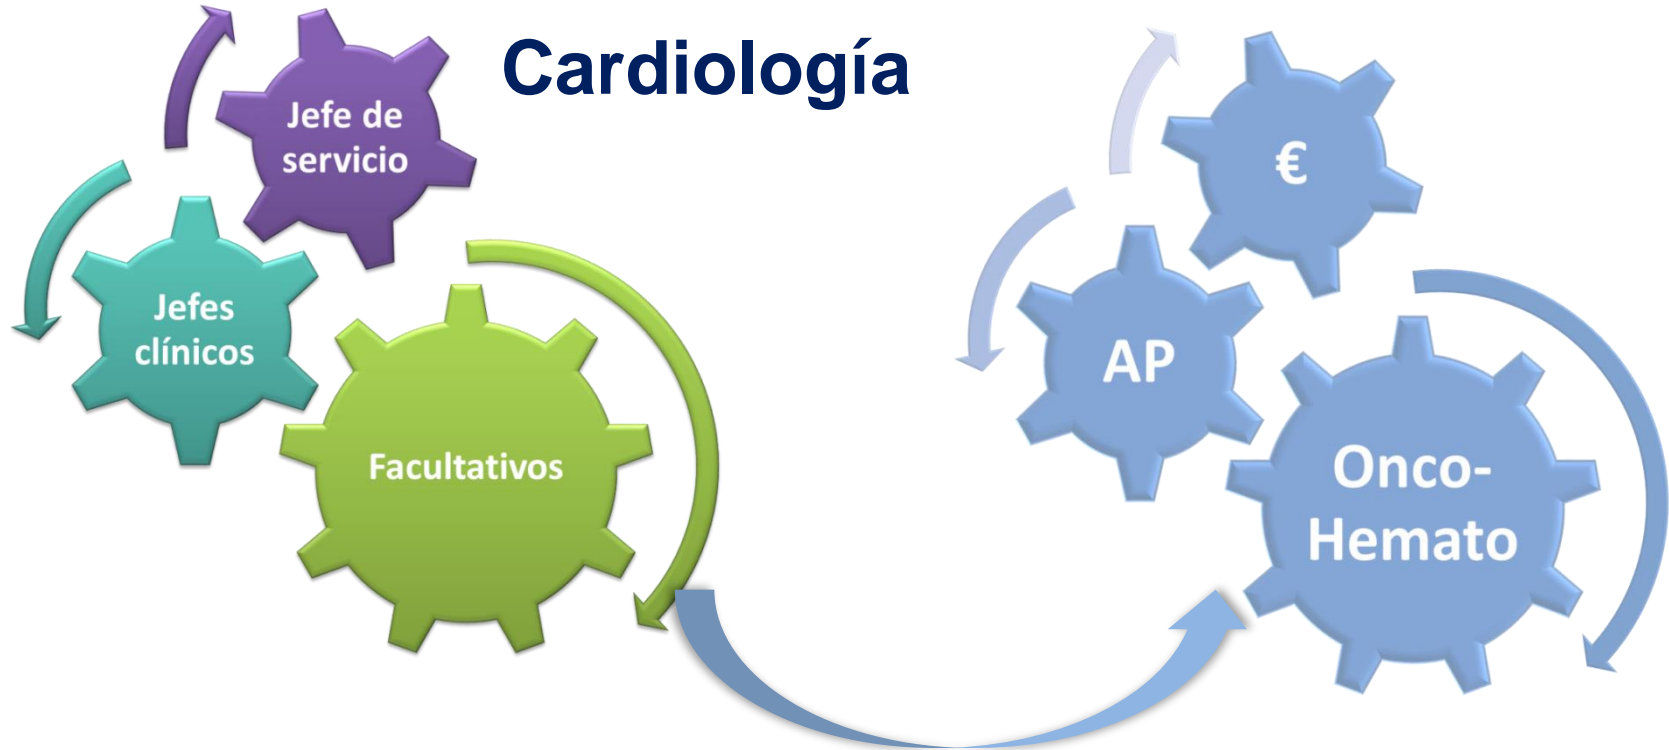 Cardiología
Jefe de
servicio
Jefes
clínicos
Facultativos
€
AP
Onco-
Hemato